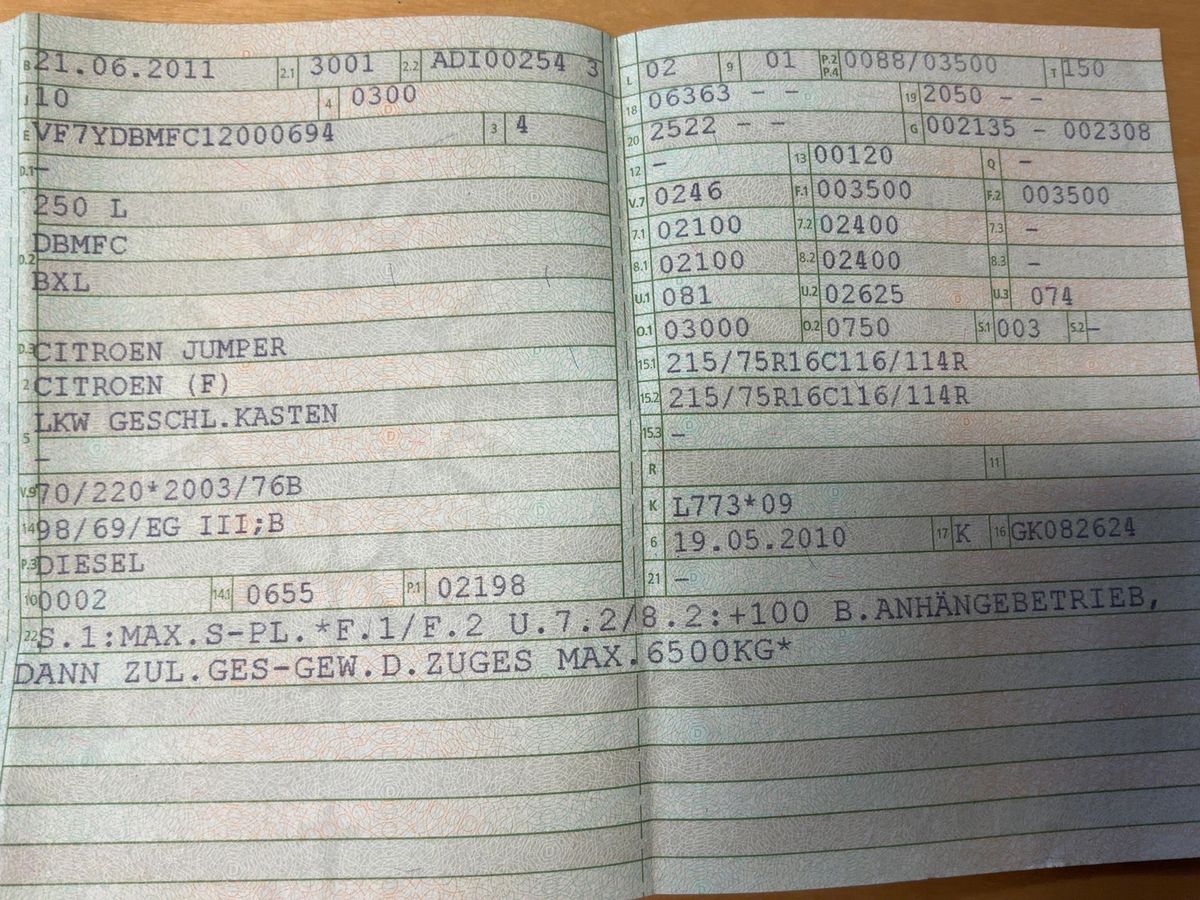 B 21.06.2011 2.1 3001 2.2 ADI00254 3
J 10 4 0300
E VF7YDBMFC12000694 3 4
D.1 -
250 L
D.2 DBMFC
BXL
D.3 CITROEN JUMPER
2 CITROEN (F)
5 LKW GESCHL.KASTEN
-
V.9 70/220*2003/76B
14 98/69/EG III;B
P.3 DIESEL
10 0002 14.1 0655 P.1 02198
L 02 9 01 P.2 P.4 0088/03500 T 150
18 06363 - - 19 2050 - -
20 2522 - - G 002135 - 002308
12 - 13 00120 Q -
V.7 0246 F.1 003500 F.2 003500
7.1 02100 7.2 02400 7.3 -
8.1 02100 8.2 02400 8.3 -
U.1 081 U.2 02625 U.3 074
O.1 03000 O.2 0750 S.1 003 S.2 -
15.1 215/75R16C116/114R
15.2 215/75R16C116/114R
15.3 -
R 11
K L773*09
6 19.05.2010 17 K 16 GK082624
21 -
22 S.1:MAX.S-PL.*F.1/F.2 U.7.2/8.2:+100 B.ANHÄNGEBETRIEB,
DANN ZUL.GES-GEW.D.ZUGES MAX.6500KG*